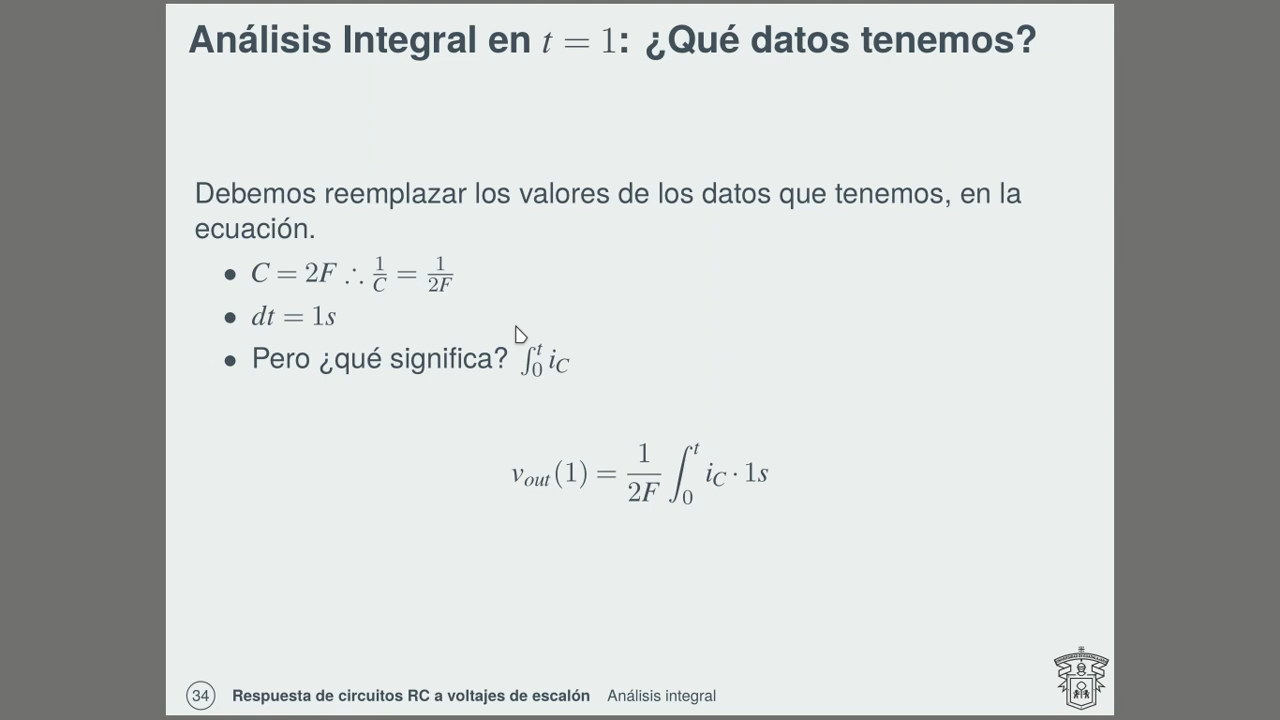 Análisis Integral en t = 1: ¿Qué datos tenemos?
Debemos reemplazar los valores de los datos que tenemos, en la
ecuación.
• C = 2F ∴ 1/C = 1/2F
• dt = 1s
• Pero ¿qué significa? ∫₀ᵗ i_C
v_out(1) = 1/2F ∫₀ᵗ i_C · 1s
34 Respuesta de circuitos RC a voltajes de escalón Análisis integral